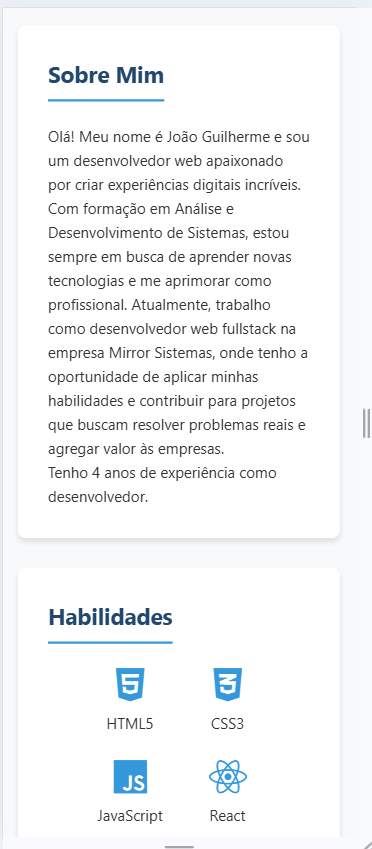 Sobre Mim
Olá! Meu nome é João Guilherme e sou
um desenvolvedor web apaixonado
por criar experiências digitais incríveis.
Com formação em Análise e
Desenvolvimento de Sistemas, estou
sempre em busca de aprender novas
tecnologias e me aprimorar como
profissional. Atualmente, trabalho
como desenvolvedor web fullstack na
empresa Mirror Sistemas, onde tenho a
oportunidade de aplicar minhas
habilidades e contribuir para projetos
que buscam resolver problemas reais e
agregar valor às empresas.
Tenho 4 anos de experiência como
desenvolvedor.
Habilidades
5 3
HTML5 CSS3
JS
JavaScript React